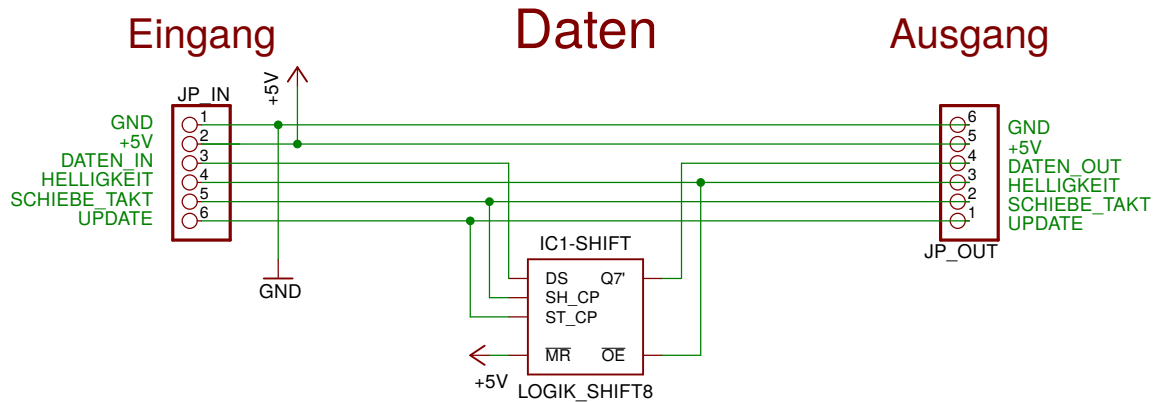 Eingang
Daten
Ausgang
+5V
JP_IN
GND
+5V
DATEN_IN
HELLIGKEIT
SCHIEBE_TAKT
UPDATE
1
2
3
4
5
6
GND
6
5
4
3
2
1
GND
+5V
DATEN_OUT
HELLIGKEIT
SCHIEBE_TAKT
UPDATE
JP_OUT
IC1-SHIFT
DS Q7'
SH_CP
ST_CP
MR OE
+5V
LOGIK_SHIFT8